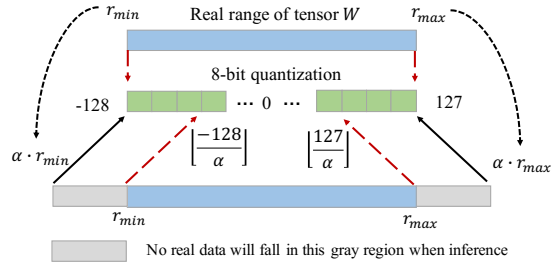 r_min Real range of tensor W r_max
8-bit quantization
-128 ... 0 ... 127
α · r_min ⌊-128/α⌋ ⌊127/α⌋ α · r_max
r_min r_max
No real data will fall in this gray region when inference